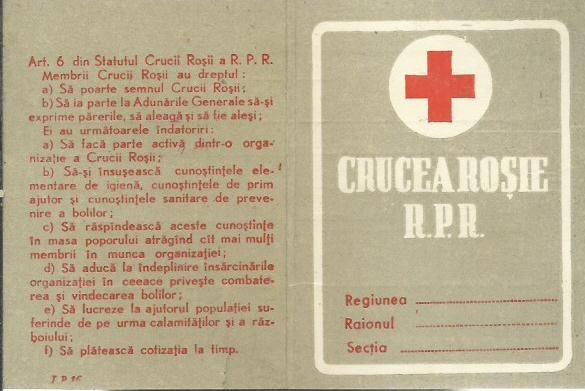 Art. 6 din Statutul Crucii Roșii a R. P. R.
Membrii Crucii Roșii au dreptul :
a) Să poarte semnul Crucii Roșii ;
b) Să ia parte la Adunările Generale să-și
exprime părerile, să aleagă și să fie aleși ;
Ei au următoarele îndatoriri :
a) Să facă parte activă dintr-o orga-
nizație a Crucii Roșii ;
b) Să-și însușească cunoștințele ele-
mentare de igienă, cunoștințele de prim
ajutor și cunoștințele sanitare de preve-
nire a bolilor ;
c) Să răspîndească aceste cunoștințe
în masa poporului atrăgînd cît mai mulți
membrii în munca organizației ;
d) Să aducă la îndeplinire însărcinările
organizației în ceeace privește combate-
rea și vindecarea bolilor ;
e) Să lucreze la ajutorul populației su-
ferinde de pe urma calamităților și a răz-
boiului ;
f) Să plătească cotizația la timp.
CRUCEA ROȘIE
R.P.R.
Regiunea
Raionul
Secția